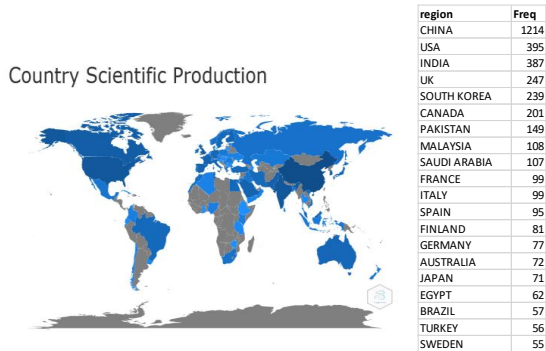 Country Scientific Production
region Freq
CHINA 1214
USA 395
INDIA 387
UK 247
SOUTH KOREA 239
CANADA 201
PAKISTAN 149
MALAYSIA 108
SAUDI ARABIA 107
FRANCE 99
ITALY 99
SPAIN 95
FINLAND 81
GERMANY 77
AUSTRALIA 72
JAPAN 71
EGYPT 62
BRAZIL 57
TURKEY 56
SWEDEN 55